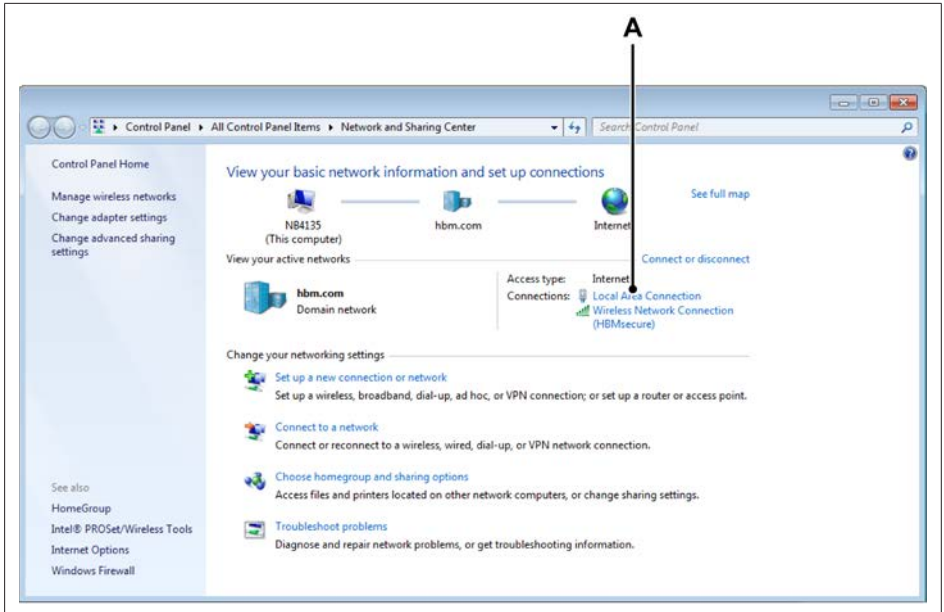 A
Control Panel ▸ All Control Panel Items ▸ Network and Sharing Center
Search Control Panel
Control Panel Home
Manage wireless networks
Change adapter settings
Change advanced sharing
settings
See also
HomeGroup
Intel® PROSet/Wireless Tools
Internet Options
Windows Firewall
View your basic network information and set up connections
See full map
NB4135
(This computer)
hbm.com
Internet
View your active networks
Connect or disconnect
hbm.com
Domain network
Access type: Internet
Connections: Local Area Connection
Wireless Network Connection
(HBMsecure)
Change your networking settings
Set up a new connection or network
Set up a wireless, broadband, dial-up, ad hoc, or VPN connection; or set up a router or access point.
Connect to a network
Connect or reconnect to a wireless, wired, dial-up, or VPN network connection.
Choose homegroup and sharing options
Access files and printers located on other network computers, or change sharing settings.
Troubleshoot problems
Diagnose and repair network problems, or get troubleshooting information.